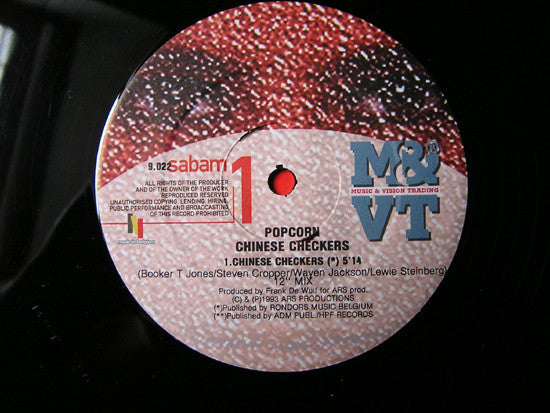 9.022 sabam 1
ALL RIGHTS OF THE PRODUCER
AND OF THE OWNER OF THE WORK
REPRODUCED RESERVED
UNAUTHORISED COPYING, LENDING, HIRING,
PUBLIC PERFORMANCE AND BROADCASTING
OF THIS RECORD PROHIBITED
M&
MUSIC & VISION TRADING
VT
POPCORN
CHINESE CHECKERS
1.CHINESE CHECKERS (*) 5'14
(Booker T Jones/Steven Cropper/Wayen Jackson/Lewie Steinberg)
12" MIX
Produced by Frank De Wulf for ARS prod.
(C) & (P)1993 ARS PRODUCTIONS
(*)Published by RONDORS MUSIC BELGIUM
(**)Published by ADM PUBL./HPF RECORDS